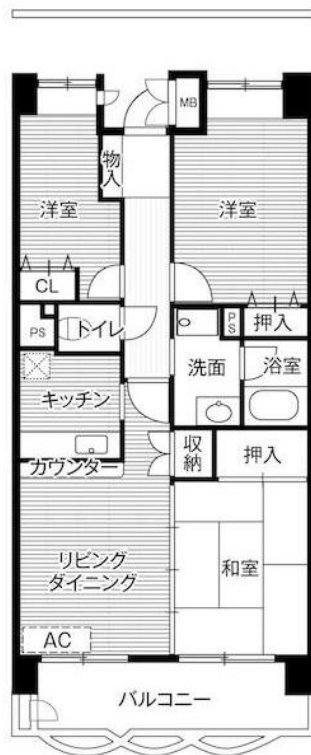 MB
物入
洋室
洋室
CL
PS
トイレ
PS
押入
洗面
浴室
キッチン
カウンター
収納
押入
リビング
ダイニング
和室
AC
バルコニー